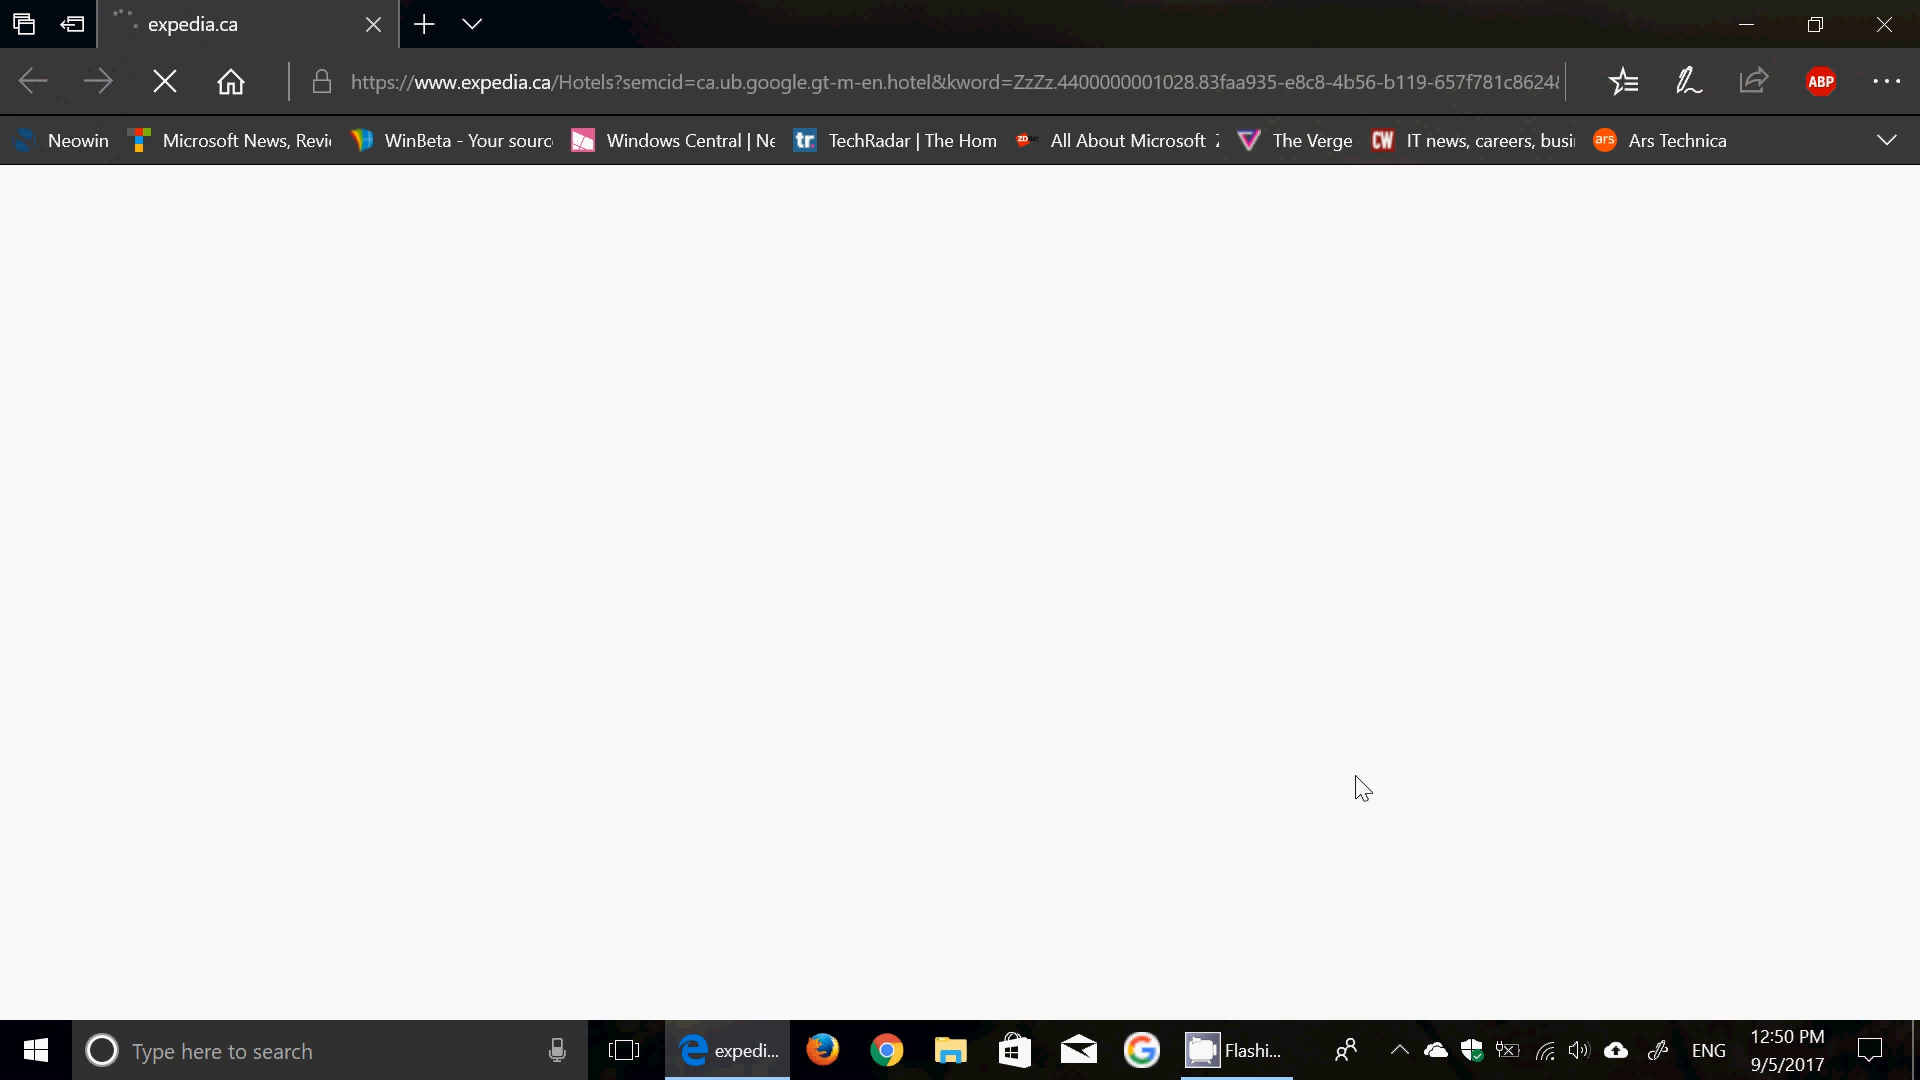 expedia.ca
https://www.expedia.ca/Hotels?semcid=ca.ub.google.gt-m-en.hotel&kword=ZzZz.4400000001028.83faa935-e8c8-4b56-b119-657f781c8624
ABP
Neowin
Microsoft News, Revi
WinBeta - Your sourc
Windows Central | Ne
tr
TechRadar | The Hom
All About Microsoft
The Verge
CW
IT news, careers, busi
ars
Ars Technica
Type here to search
expedi...
Flashi...
ENG
12:50 PM
9/5/2017